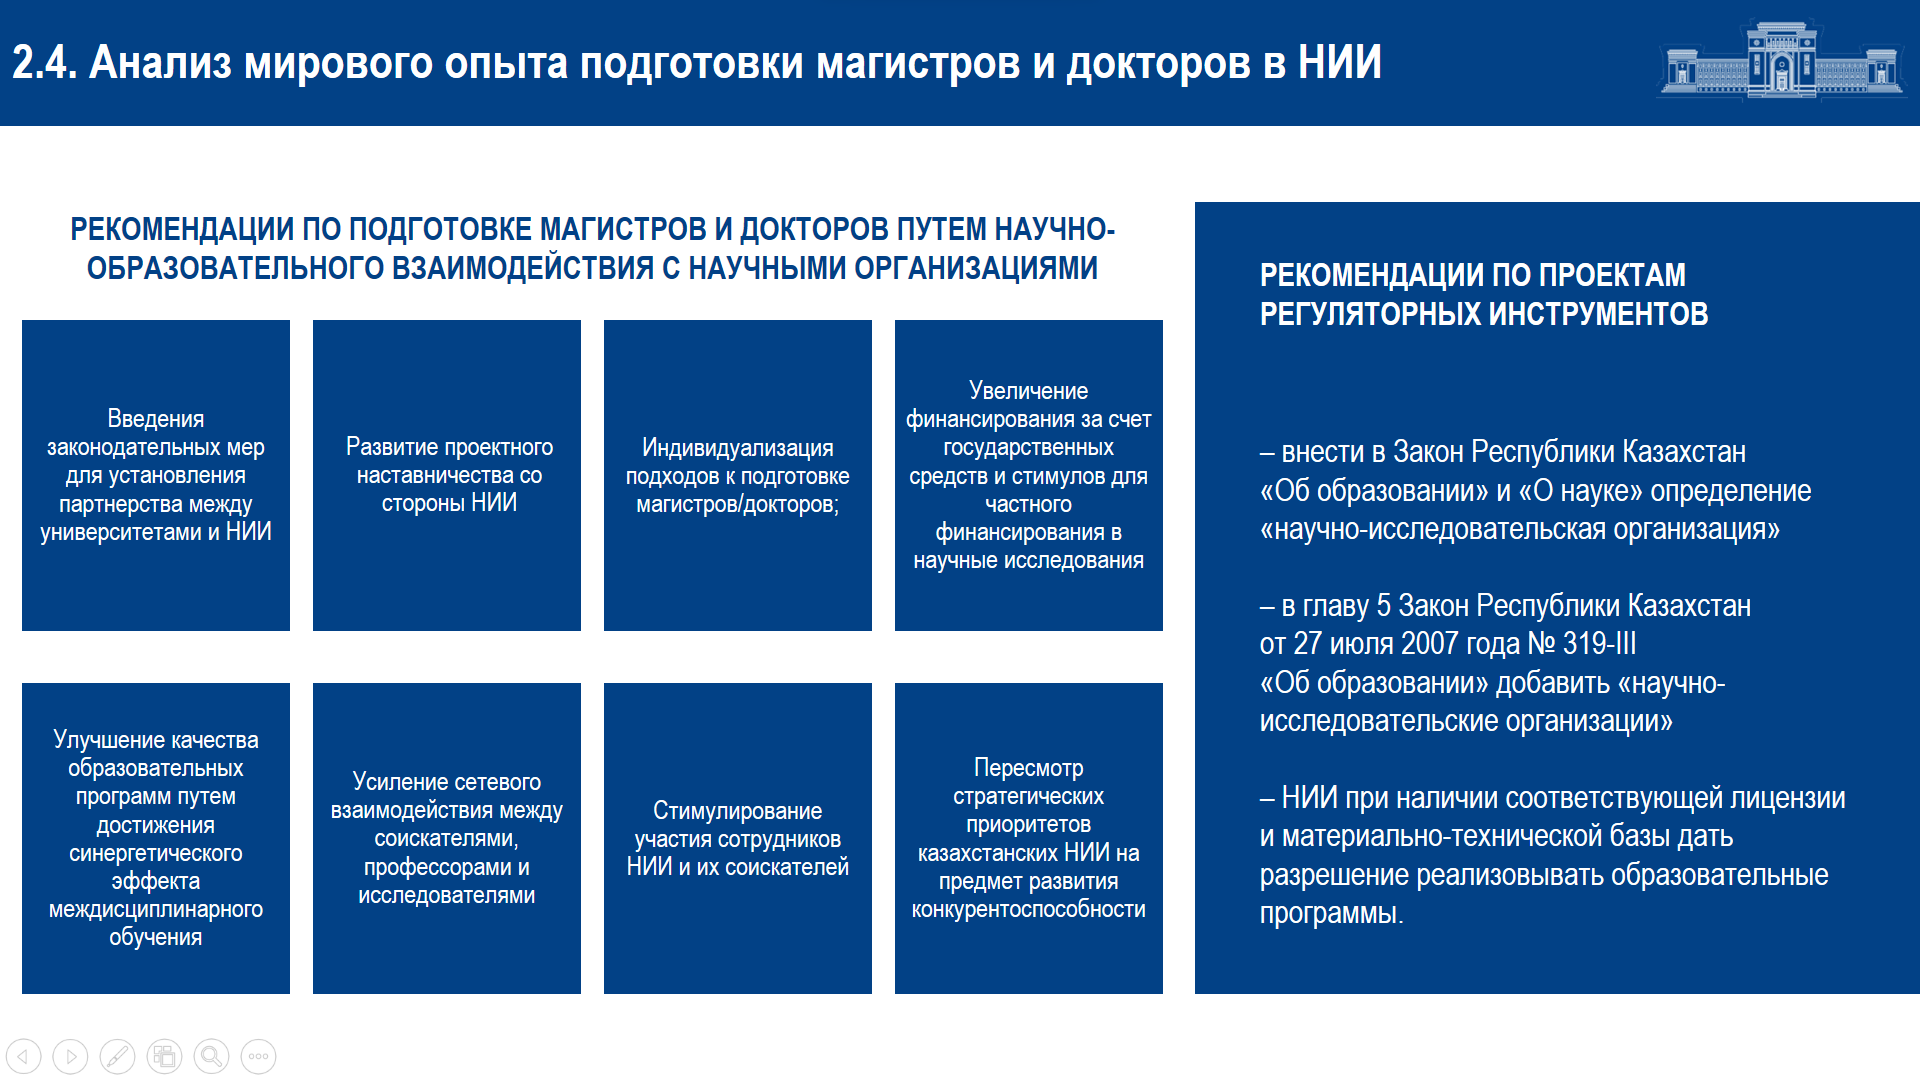 2.4. Анализ мирового опыта подготовки магистров и докторов в НИИ
РЕКОМЕНДАЦИИ ПО ПОДГОТОВКЕ МАГИСТРОВ И ДОКТОРОВ ПУТЕМ НАУЧНО-
ОБРАЗОВАТЕЛЬНОГО ВЗАИМОДЕЙСТВИЯ С НАУЧНЫМИ ОРГАНИЗАЦИЯМИ
Введения
законодательных мер
для установления
партнерства между
университетами и НИИ
Развитие проектного
наставничества со
стороны НИИ
Индивидуализация
подходов к подготовке
магистров/докторов;
Увеличение
финансирования за счет
государственных
средств и стимулов для
частного
финансирования в
научные исследования
Улучшение качества
образовательных
программ путем
достижения
синергетического
эффекта
междисциплинарного
обучения
Усиление сетевого
взаимодействия между
соискателями,
профессорами и
исследователями
Стимулирование
участия сотрудников
НИИ и их соискателей
Пересмотр
стратегических
приоритетов
казахстанских НИИ на
предмет развития
конкурентоспособности
РЕКОМЕНДАЦИИ ПО ПРОЕКТАМ
РЕГУЛЯТОРНЫХ ИНСТРУМЕНТОВ
– внести в Закон Республики Казахстан
«Об образовании» и «О науке» определение
«научно-исследовательская организация»
– в главу 5 Закон Республики Казахстан
от 27 июля 2007 года № 319-III
«Об образовании» добавить «научно-
исследовательские организации»
– НИИ при наличии соответствующей лицензии
и материально-технической базы дать
разрешение реализовывать образовательные
программы.